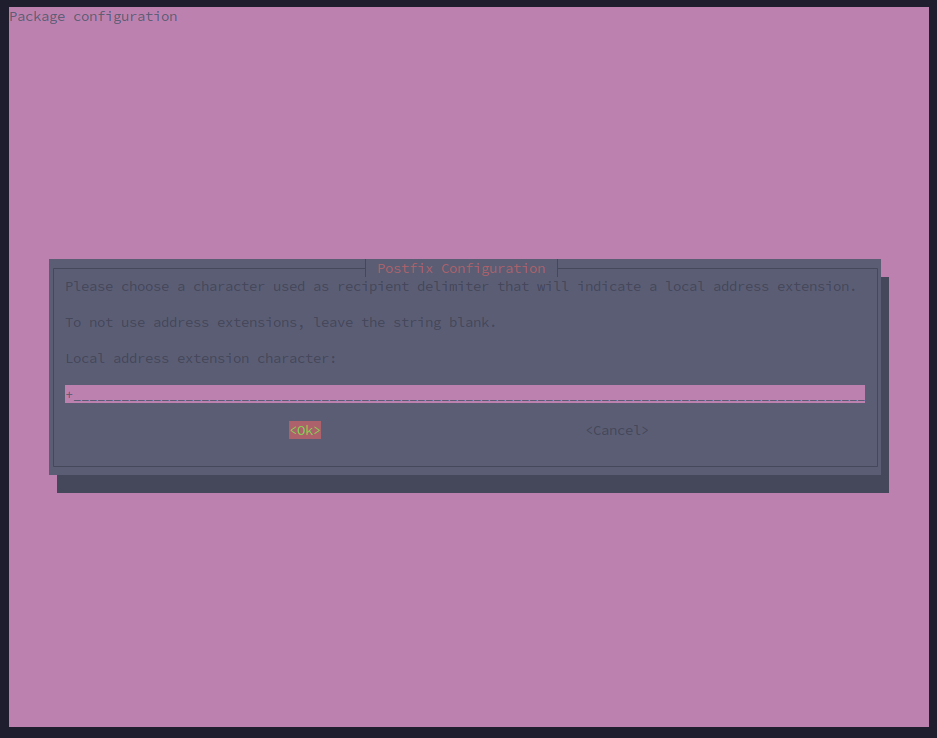 Package configuration
Postfix Configuration
Please choose a character used as recipient delimiter that will indicate a local address extension.
To not use address extensions, leave the string blank.
Local address extension character:
+___________________________________________________________________________________________________
<Ok> <Cancel>